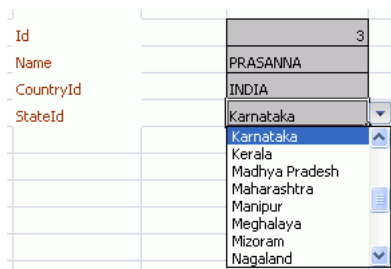 Id 3
Name PRASANNA
CountryId INDIA
StateId Karnataka
Karnataka
Kerala
Madhya Pradesh
Maharashtra
Manipur
Meghalaya
Mizoram
Nagaland